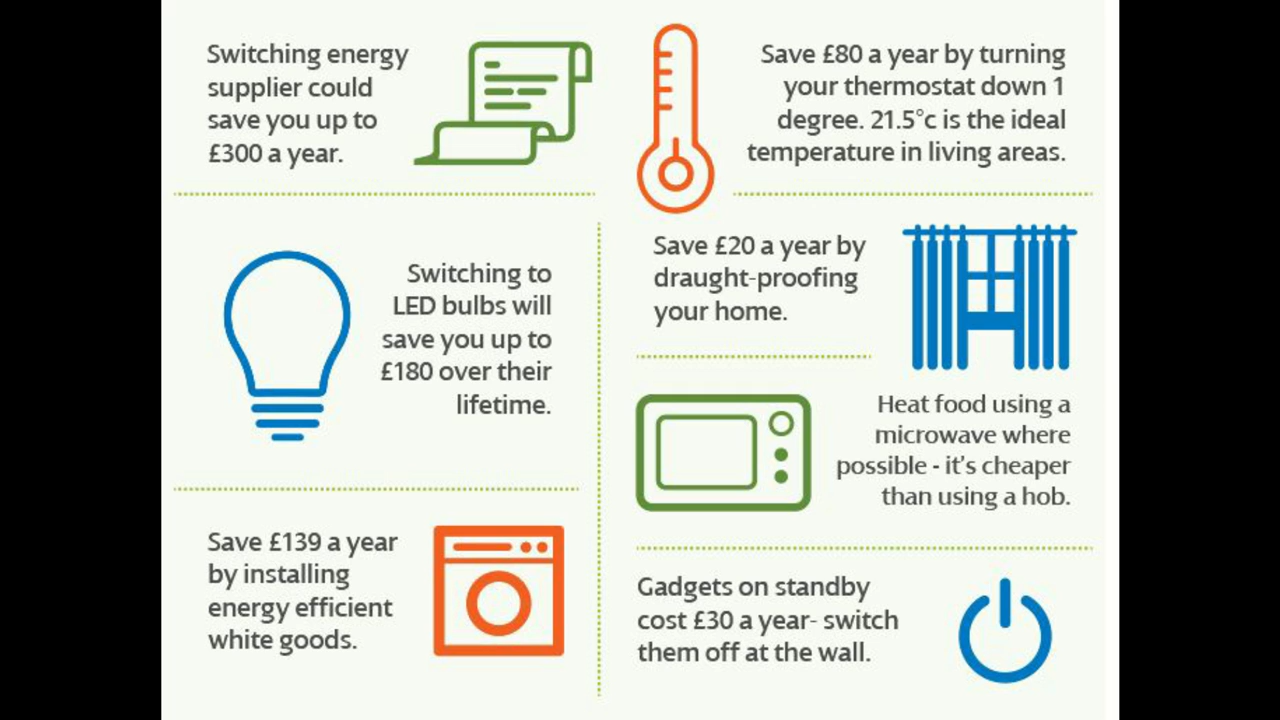 Switching energy
supplier could
save you up to
£300 a year.
Save £80 a year by turning
your thermostat down 1
degree. 21.5°c is the ideal
temperature in living areas.
Switching to
LED bulbs will
save you up to
£180 over their
lifetime.
Save £20 a year by
draught-proofing
your home.
Heat food using a
microwave where
possible - it's cheaper
than using a hob.
Save £139 a year
by installing
energy efficient
white goods.
Gadgets on standby
cost £30 a year- switch
them off at the wall.